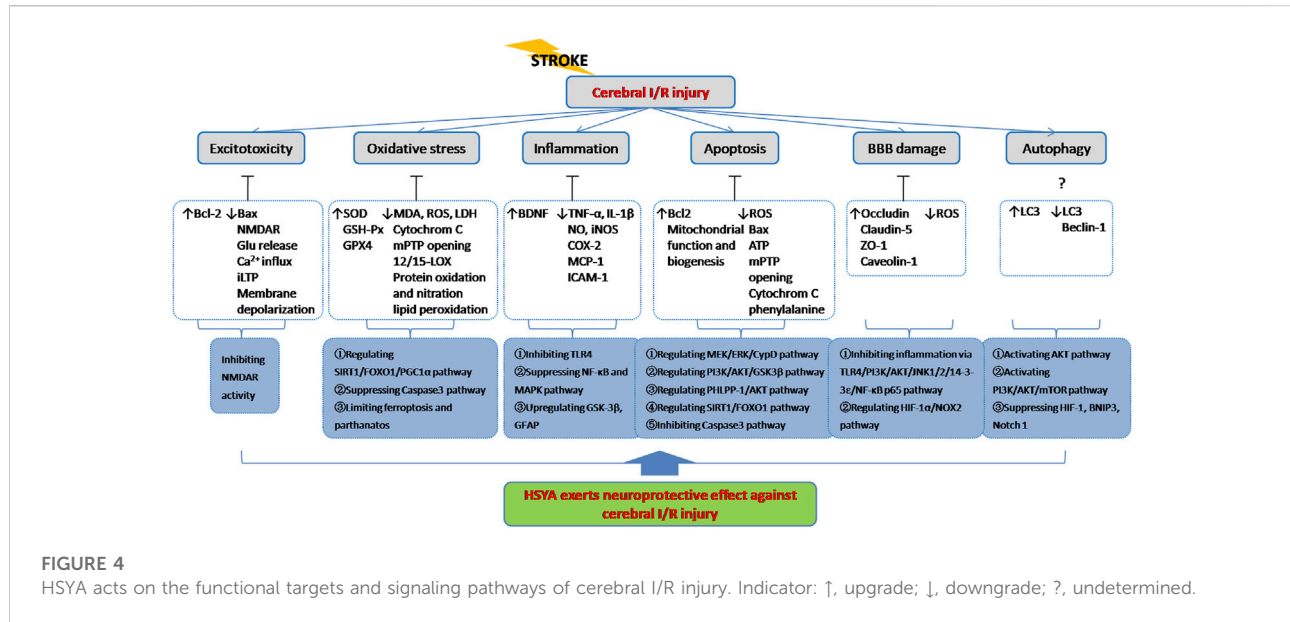 STROKE
Cerebral I/R injury
Excitotoxicity
Oxidative stress
Inflammation
Apoptosis
BBB damage
Autophagy
?
↑Bcl-2 ↓Bax
NMDAR
Glu release
Ca²⁺ influx
iLTP
Membrane
depolarization
↑SOD ↓MDA, ROS, LDH
GSH-Px Cytochrom C
GPX4 mPTP opening
12/15-LOX
Protein oxidation
and nitration
lipid peroxidation
↑BDNF ↓TNF-α, IL-1β
NO, iNOS
COX-2
MCP-1
ICAM-1
↑Bcl2 ↓ROS
Mitochondrial Bax
function and ATP
biogenesis mPTP
opening
Cytochrom C
phenylalanine
↑Occludin ↓ROS
Claudin-5
ZO-1
Caveolin-1
↑LC3 ↓LC3
Beclin-1
Inhibiting
NMDAR
activity
①Regulating
SIRT1/FOXO1/PGC1α pathway
②Suppressing Caspase3 pathway
③Limiting ferroptosis and
parthanatos
①Inhibiting TLR4
②Suppressing NF-κB and
MAPK pathway
③Upregulating GSK-3β,
GFAP
①Regulating MEK/ERK/CypD pathway
②Regulating PI3K/AKT/GSK3β pathway
③Regulating PHLPP-1/AKT pathway
④Regulating SIRT1/FOXO1 pathway
⑤Inhibiting Caspase3 pathway
①Inhibiting inflammation via
TLR4/PI3K/AKT/JNK1/2/14-3-
3ε/NF-κB p65 pathway
②Regulating HIF-1α/NOX2
pathway
①Activating AKT pathway
②Activating
PI3K/AKT/mTOR pathway
③Suppressing HIF-1, BNIP3,
Notch 1
HSYA exerts neuroprotective effect against
cerebral I/R injury
FIGURE 4
HSYA acts on the functional targets and signaling pathways of cerebral I/R injury. Indicator: ↑, upgrade; ↓, downgrade; ?, undetermined.